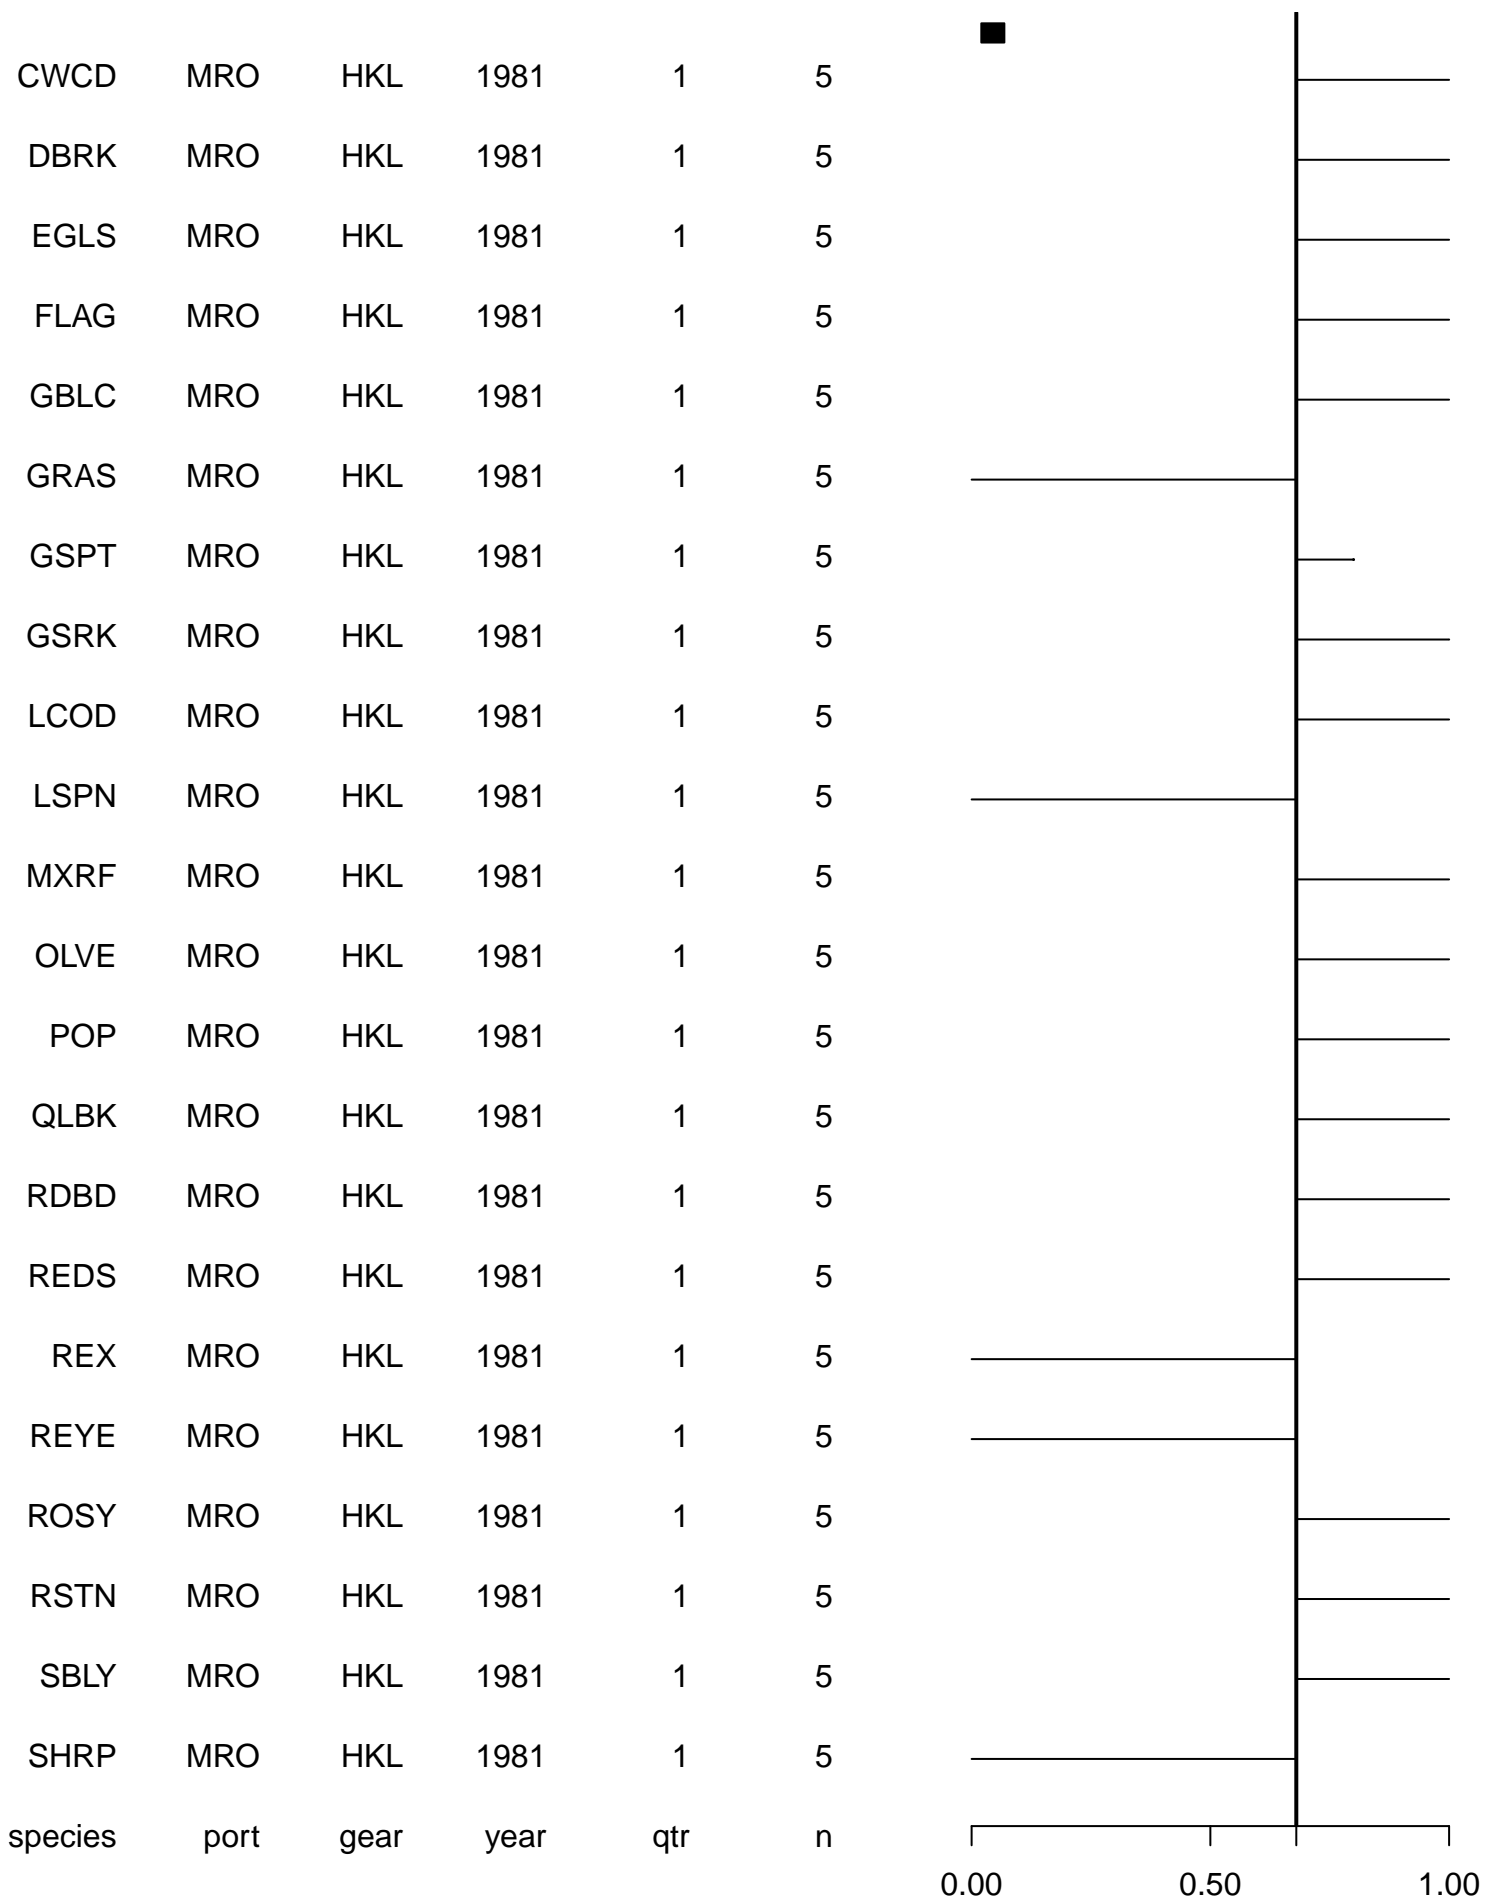 CWCD MRO HKL 1981 1 5
DBRK MRO HKL 1981 1 5
EGLS MRO HKL 1981 1 5
FLAG MRO HKL 1981 1 5
GBLC MRO HKL 1981 1 5
GRAS MRO HKL 1981 1 5
GSPT MRO HKL 1981 1 5
GSRK MRO HKL 1981 1 5
LCOD MRO HKL 1981 1 5
LSPN MRO HKL 1981 1 5
MXRF MRO HKL 1981 1 5
OLVE MRO HKL 1981 1 5
POP MRO HKL 1981 1 5
QLBK MRO HKL 1981 1 5
RDBD MRO HKL 1981 1 5
REDS MRO HKL 1981 1 5
REX MRO HKL 1981 1 5
REYE MRO HKL 1981 1 5
ROSY MRO HKL 1981 1 5
RSTN MRO HKL 1981 1 5
SBLY MRO HKL 1981 1 5
SHRP MRO HKL 1981 1 5
species port gear year qtr n
0.00 0.50 1.00